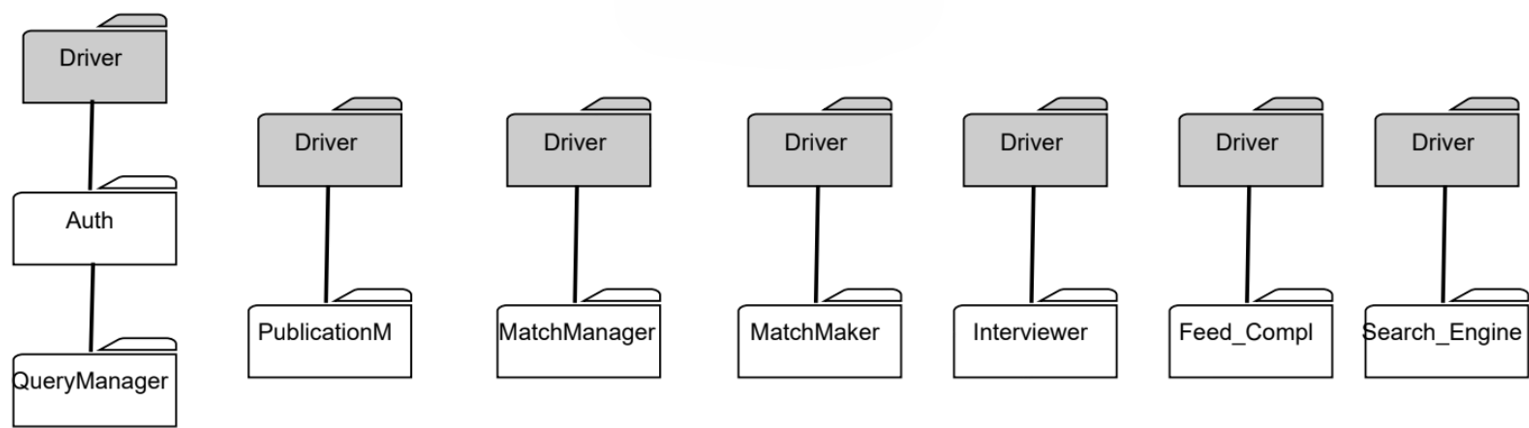 Driver
Auth
QueryManager
Driver
PublicationM
Driver
MatchManager
Driver
MatchMaker
Driver
Interviewer
Driver
Feed_Compl
Driver
Search_Engine